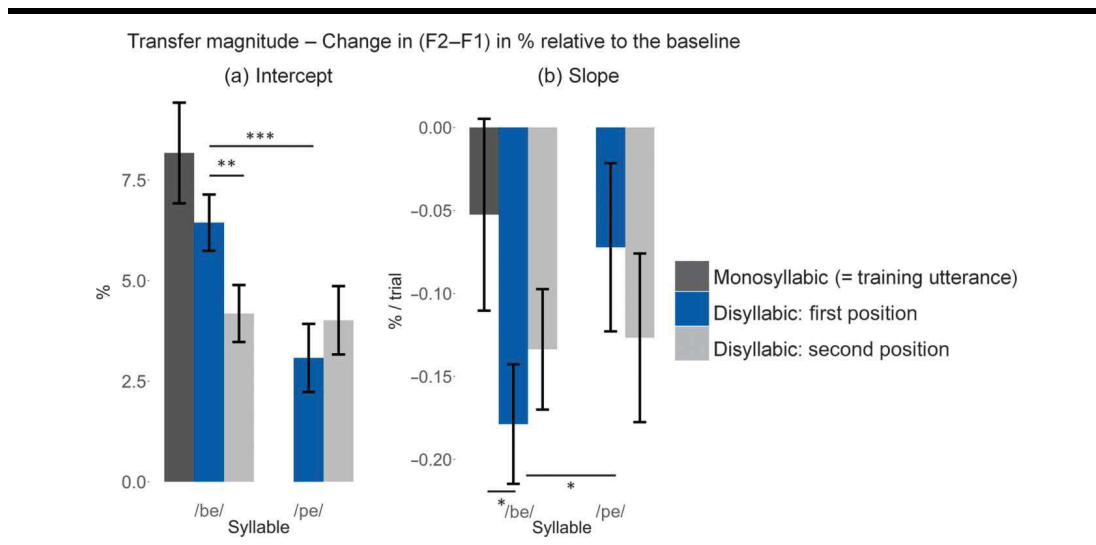 Transfer magnitude – Change in (F2–F1) in % relative to the baseline
(a) Intercept
(b) Slope
%
7.5
5.0
2.5
0.0
***
**
/be/
/pe/
Syllable
% / trial
0.00
−0.05
−0.10
−0.15
−0.20
*
*
/be/
/pe/
Syllable
Monosyllabic (= training utterance)
Disyllabic: first position
Disyllabic: second position